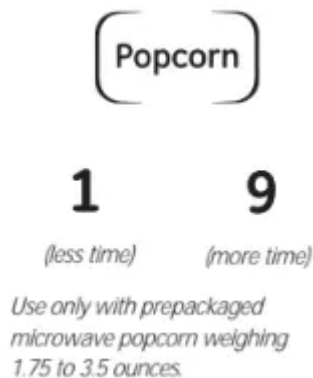 Popcorn
1 9
(less time) (more time)
Use only with prepackaged
microwave popcorn weighing
1.75 to 3.5 ounces.